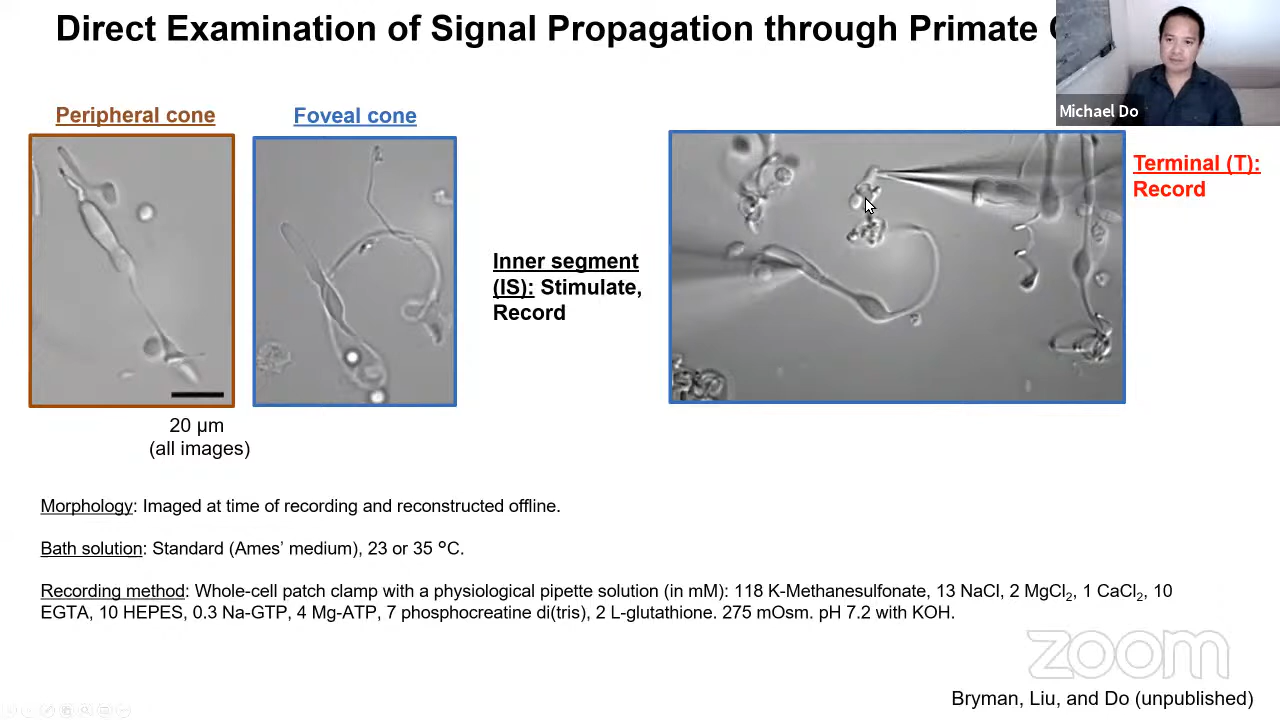 Direct Examination of Signal Propagation through Primate
Michael Do
Peripheral cone
Foveal cone
Terminal (T):
Record
Inner segment
(IS): Stimulate,
Record
20 µm
(all images)
Morphology: Imaged at time of recording and reconstructed offline.
Bath solution: Standard (Ames’ medium), 23 or 35 °C.
Recording method: Whole-cell patch clamp with a physiological pipette solution (in mM): 118 K-Methanesulfonate, 13 NaCl, 2 MgCl₂, 1 CaCl₂, 10
EGTA, 10 HEPES, 0.3 Na-GTP, 4 Mg-ATP, 7 phosphocreatine di(tris), 2 L-glutathione. 275 mOsm. pH 7.2 with KOH.
zoom
Bryman, Liu, and Do (unpublished)